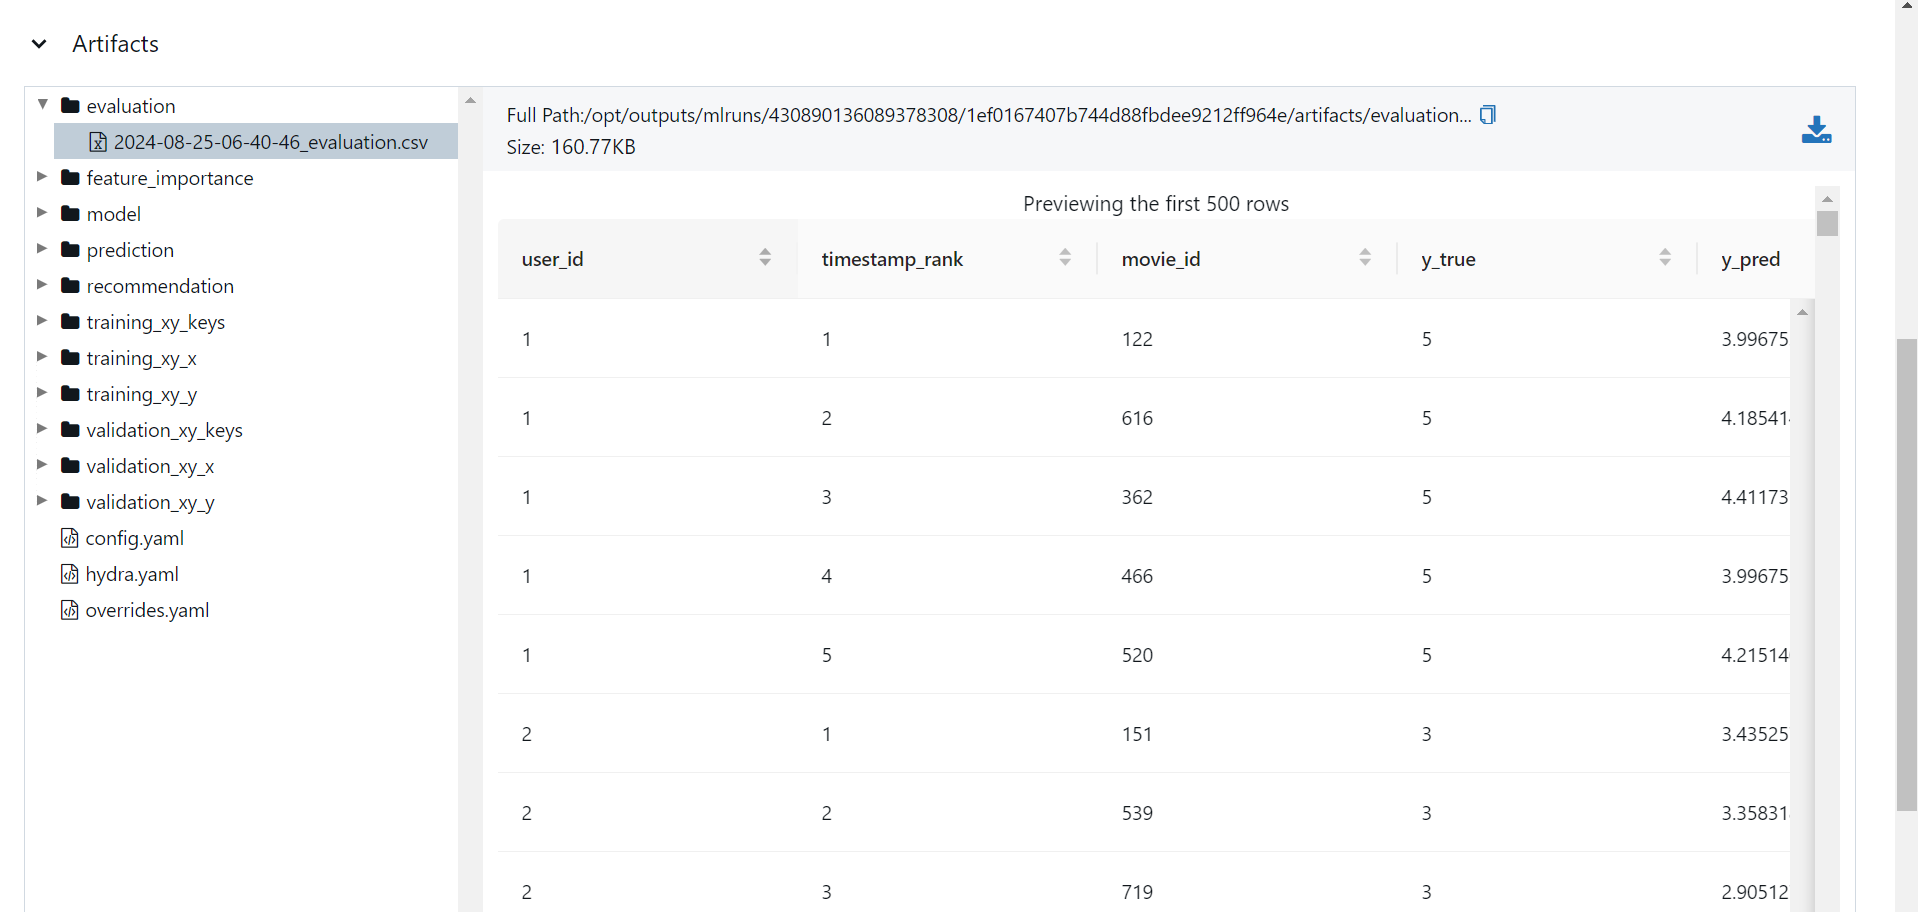 Artifacts
evaluation
2024-08-25-06-40-46_evaluation.csv
feature_importance
model
prediction
recommendation
training_xy_keys
training_xy_x
training_xy_y
validation_xy_keys
validation_xy_x
validation_xy_y
config.yaml
hydra.yaml
overrides.yaml
Full Path:/opt/outputs/mlruns/430890136089378308/1ef0167407b744d88fbdee9212ff964e/artifacts/evaluation...
Size: 160.77KB
Previewing the first 500 rows
user_id timestamp_rank movie_id y_true y_pred
1 1 122 5 3.99675
1 2 616 5 4.185414
1 3 362 5 4.41173
1 4 466 5 3.99675
1 5 520 5 4.215140
2 1 151 3 3.43525
2 2 539 3 3.35831
2 3 719 3 2.90512